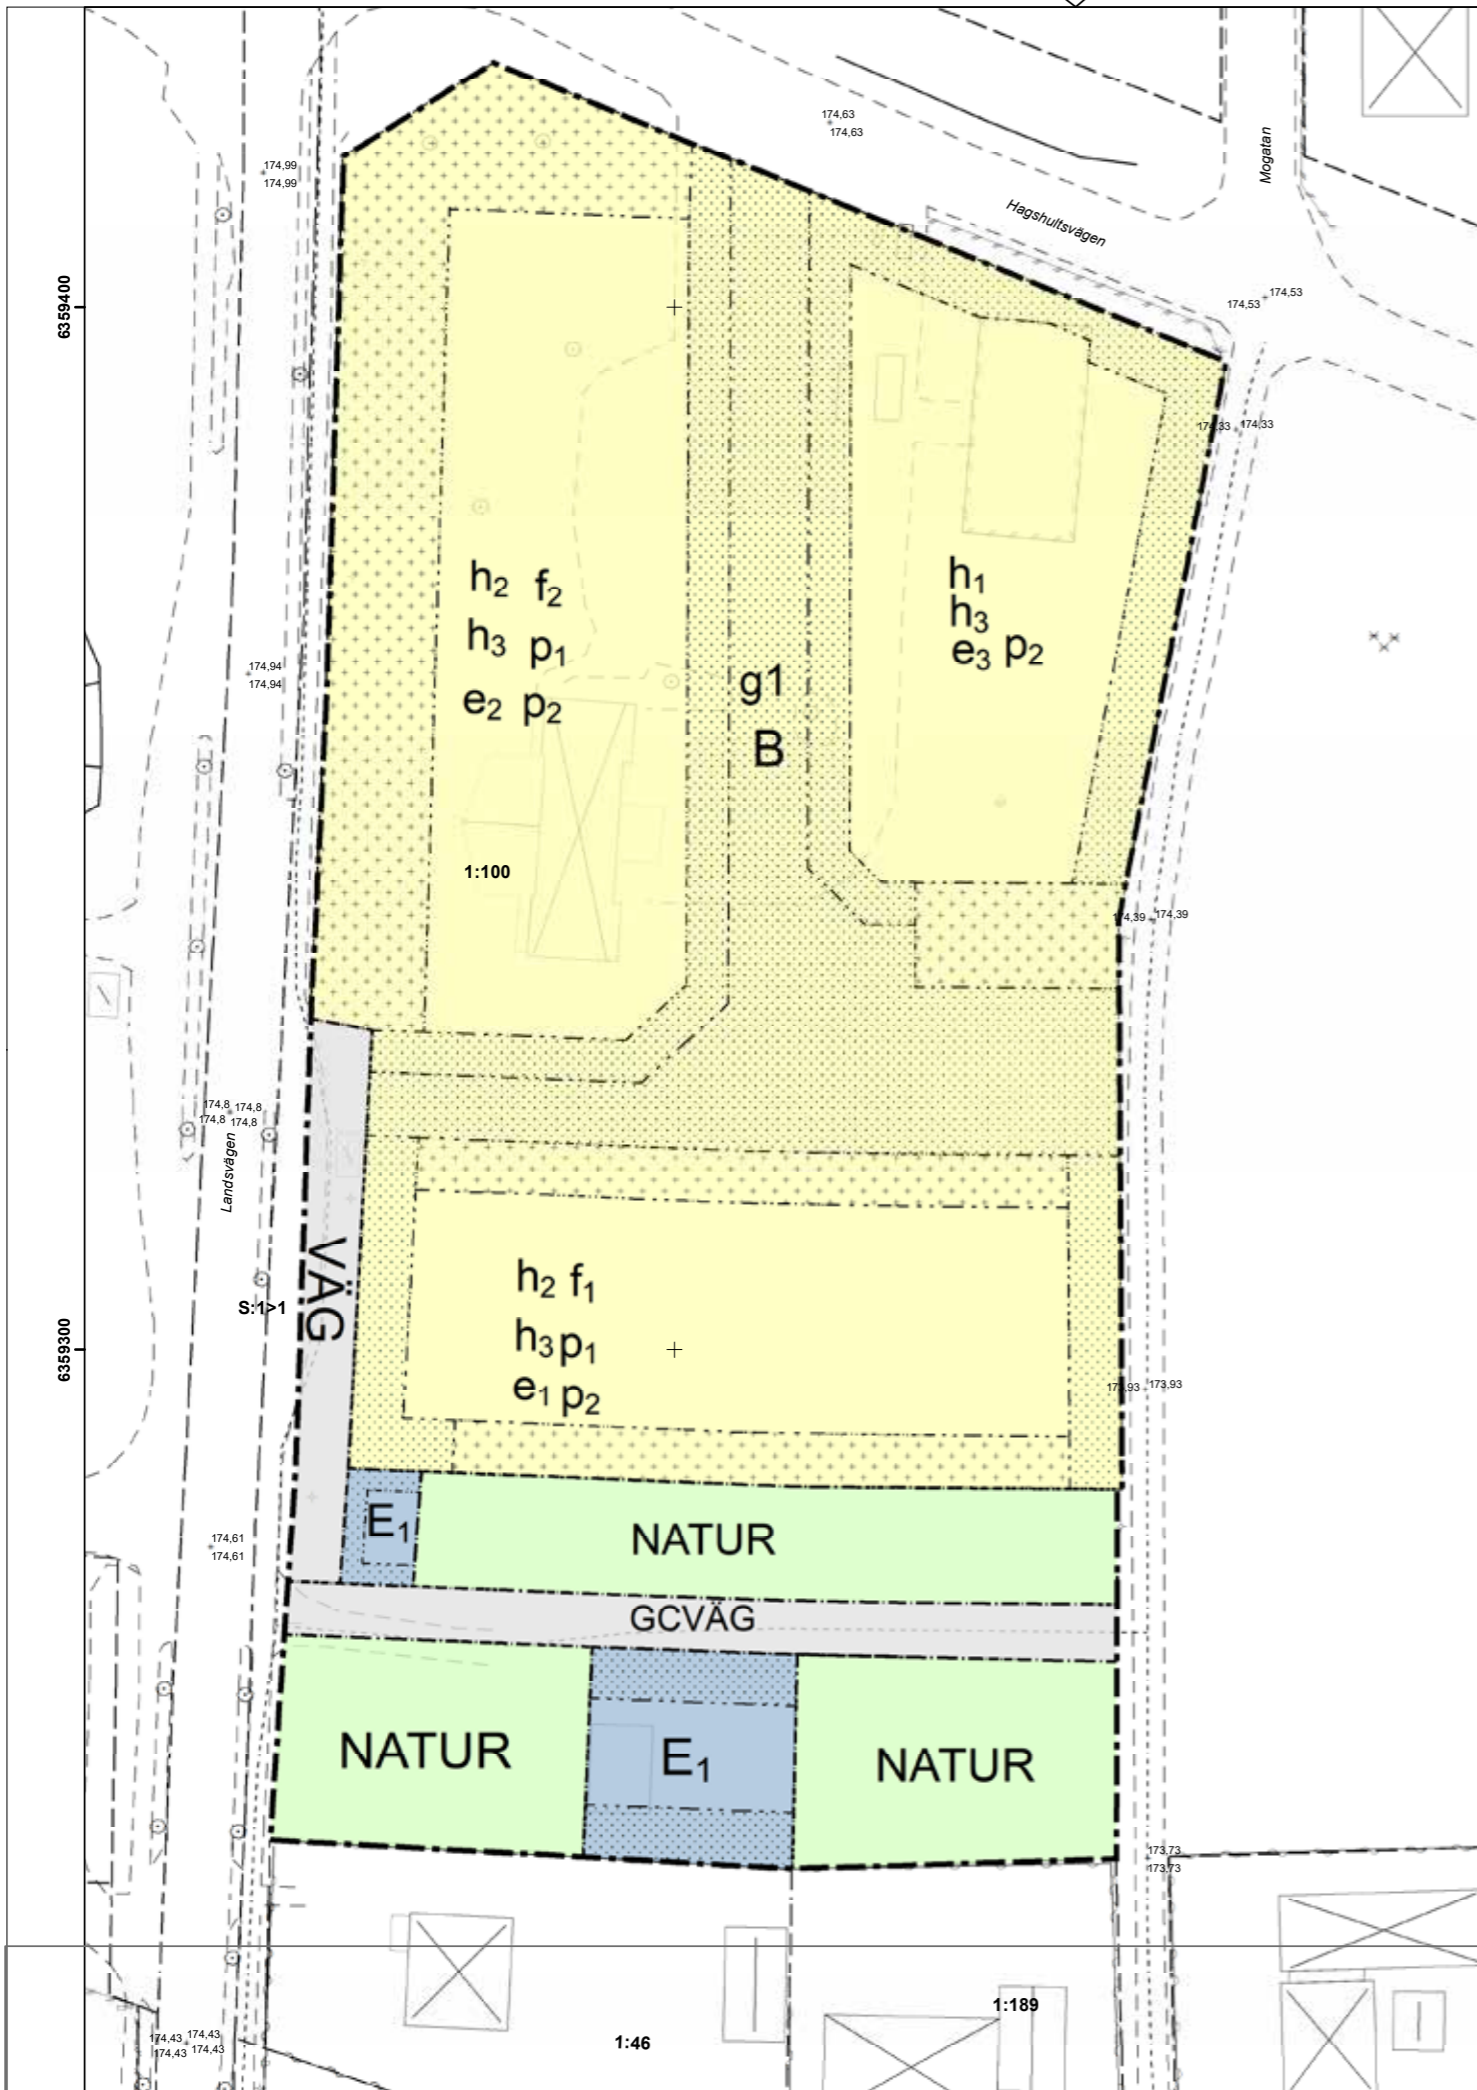 174,63
174,63
Mogatan
174,99
174,99
Hagshultsvägen
6359400
174,53
174,53
174,33 174,33
h2 f2
h3 p1
e2 p2
h1
h3
e3 p2
174,94
174,94
g1
B
1:100
174,39 174,39
174,8 174,8
174,8 174,8
Landsvägen
VÄG
S:1>1
h2 f1
h3 p1
e1 p2
6359300
173,93 173,93
E1
NATUR
174,61
174,61
GCVÄG
NATUR
E1
NATUR
173,73
173,73
1:189
174,43 174,43
174,43 174,43
1:46